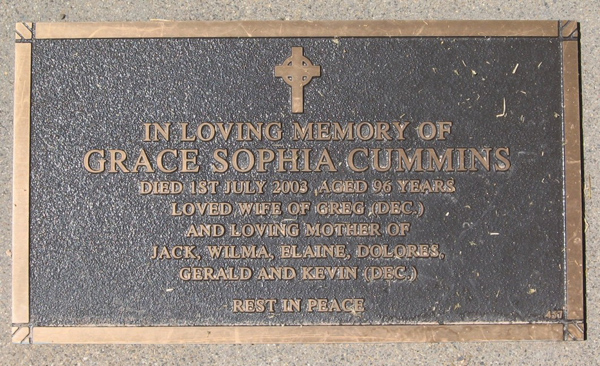 IN LOVING MEMORY OF
GRACE SOPHIA CUMMINS
DIED 1ST JULY 2003, AGED 96 YEARS
LOVED WIFE OF GREG (DEC.)
AND LOVING MOTHER OF
JACK, WILMA, ELAINE, DOLORES,
GERALD AND KEVIN (DEC.)
REST IN PEACE